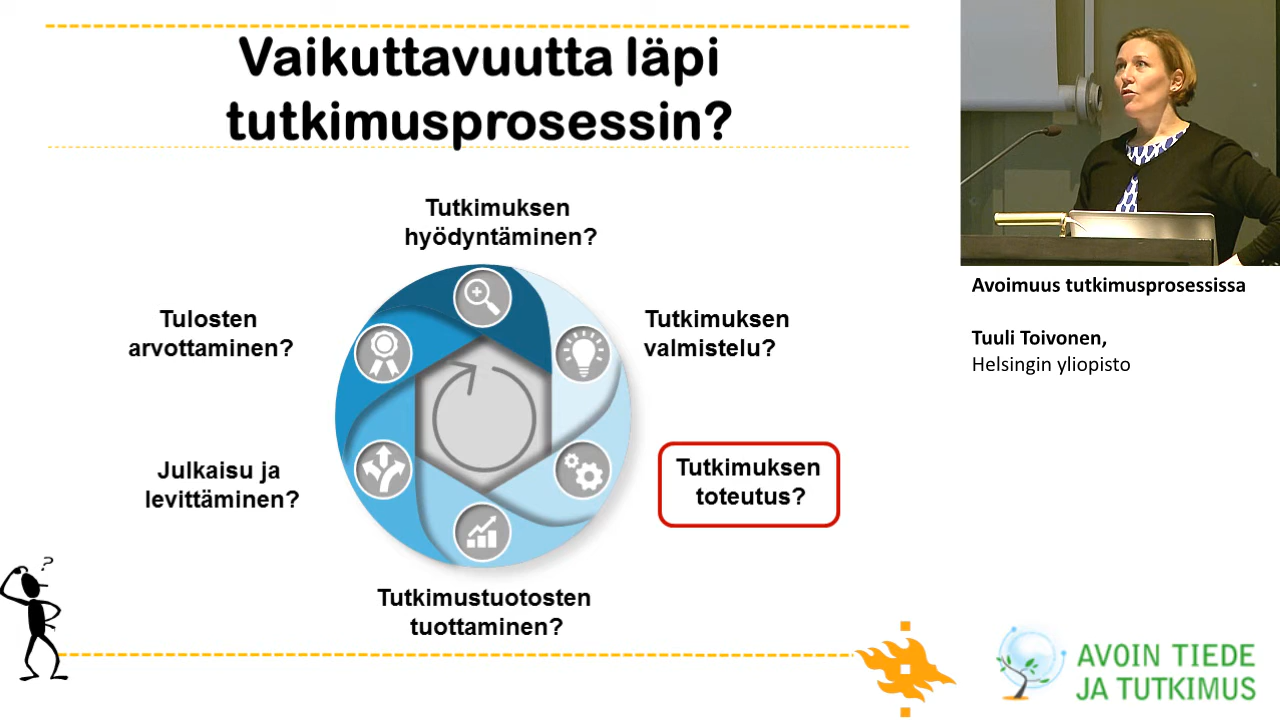 Vaikuttavuutta läpi
tutkimusprosessin?
Tutkimuksen
hyödyntäminen?
Tulosten
arvottaminen?
Tutkimuksen
valmistelu?
Julkaisu ja
levittäminen?
Tutkimuksen
toteutus?
Tutkimustuotosten
tuottaminen?
?
Avoimuus tutkimusprosessissa
Tuuli Toivonen,
Helsingin yliopisto
AVOIN TIEDE
JA TUTKIMUS